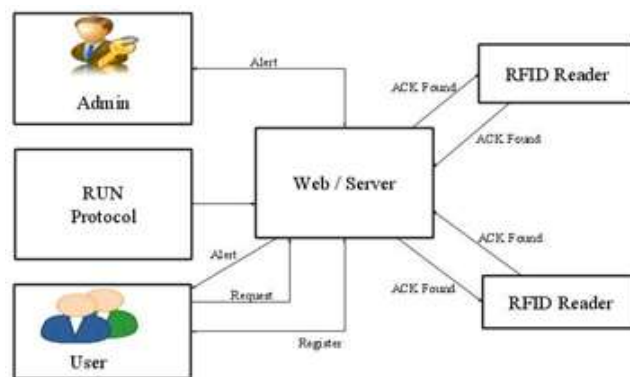 Alert
RFID Reader
ACK Found
Admin
ACK Found
RUN
Protocol
Web / Server
Alert
ACK Found
Request
ACK Found
RFID Reader
User
Register